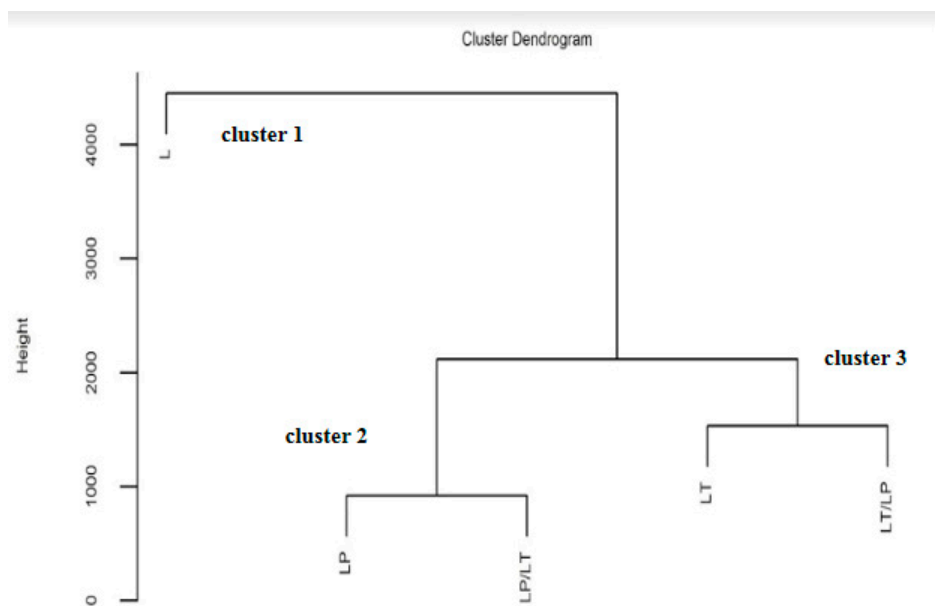 Cluster Dendrogram
Height
4000
3000
2000
1000
0
L
cluster 1
cluster 2
cluster 3
LP
LP/LT
LT
LT/LP